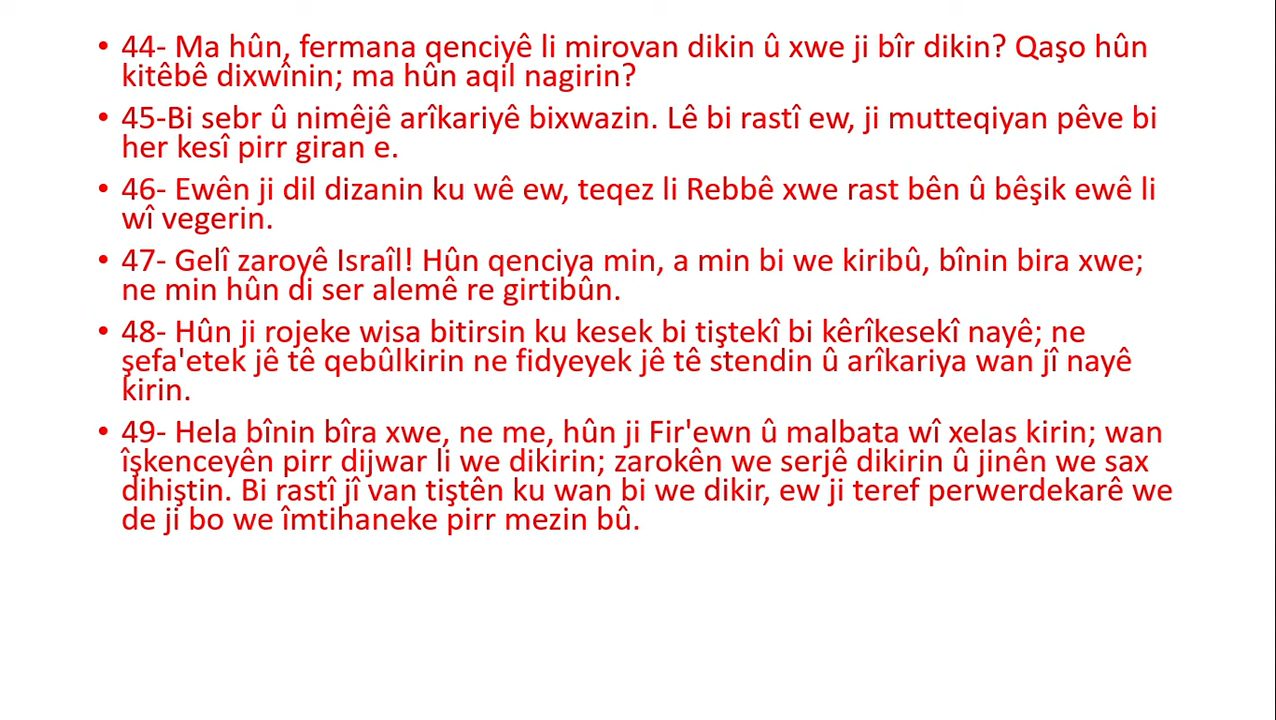 • 44- Ma hûn, fermana qenciyê li mirovan dikin û xwe ji bîr dikin? Qaşo hûn
kitêbê dixwînin; ma hûn aqil nagirin?
• 45-Bi sebr û nimêjê arîkariyê bixwazin. Lê bi rastî ew, ji mutteqiyan pêve bi
her kesî pirr giran e.
• 46- Ewên ji dil dizanin ku wê ew, teqez li Rebbê xwe rast bên û bêşik ewê li
wî vegerin.
• 47- Gelî zaroyê Israîl! Hûn qenciya min, a min bi we kiribû, bînin bira xwe;
ne min hûn di ser alemê re girtibûn.
• 48- Hûn ji rojeke wisa bitirsin ku kesek bi tiştekî bi kêrîkesekî nayê; ne
şefa'etek jê tê qebûlkirin ne fidyeyek jê tê stendin û arîkariya wan jî nayê
kirin.
• 49- Hela bînin bîra xwe, ne me, hûn ji Fir'ewn û malbata wî xelas kirin; wan
îşkenceyên pirr dijwar li we dikirin; zarokên we serjê dikirin û jinên we sax
dihiştin. Bi rastî jî van tiştên ku wan bi we dikir, ew ji teref perwerdekarê we
de ji bo we îmtihaneke pirr mezin bû.